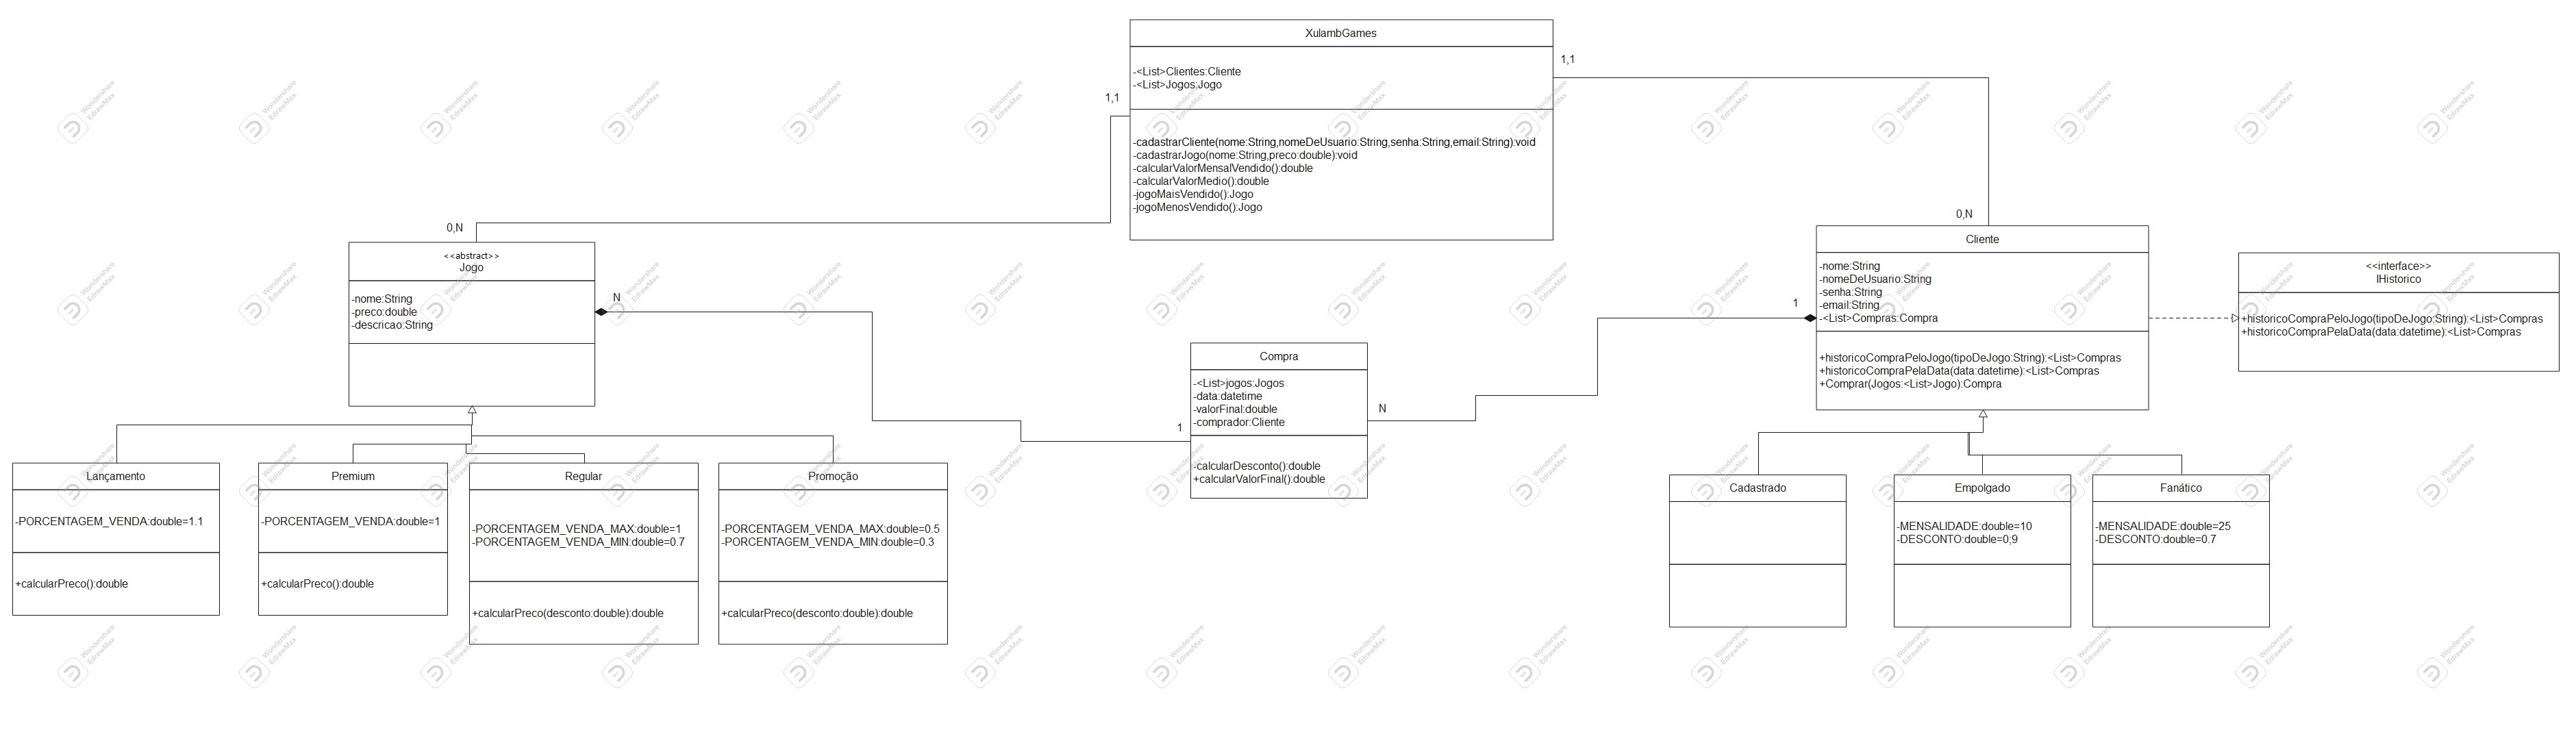 XulambGames
-<List>Clientes:Cliente
-<List>Jogos:Jogo
-cadastrarCliente(nome:String,nomeDeUsuario:String,senha:String,email:String):void
-cadastrarJogo(nome:String,preco:double):void
-calcularValorMensalVendido():double
-calcularValorMedio():double
-jogoMaisVendido():Jogo
-jogoMenosVendido():Jogo
1,1
1,1
0,N
0,N
<<abstract>>
Jogo
-nome:String
-preco:double
-descricao:String
N
1
Compra
-<List>jogos:Jogos
-data:datetime
-valorFinal:double
-comprador:Cliente
-calcularDesconto():double
+calcularValorFinal():double
N
1
Cliente
-nome:String
-nomeDeUsuario:String
-senha:String
-email:String
-<List>Compras:Compra
+historicoCompraPeloJogo(tipoDeJogo:String):<List>Compras
+historicoCompraPelaData(data:datetime):<List>Compras
+Comprar(Jogos:<List>Jogo):Compra
<<interface>>
IHistorico
+historicoCompraPeloJogo(tipoDeJogo:String):<List>Compras
+historicoCompraPelaData(data:datetime):<List>Compras
Lançamento
-PORCENTAGEM_VENDA:double=1.1
+calcularPreco():double
Premium
-PORCENTAGEM_VENDA:double=1
+calcularPreco():double
Regular
-PORCENTAGEM_VENDA_MAX:double=1
-PORCENTAGEM_VENDA_MIN:double=0.7
+calcularPreco(desconto:double):double
Promoção
-PORCENTAGEM_VENDA_MAX:double=0.5
-PORCENTAGEM_VENDA_MIN:double=0.3
+calcularPreco(desconto:double):double
Cadastrado
Empolgado
-MENSALIDADE:double=10
-DESCONTO:double=0;9
Fanático
-MENSALIDADE:double=25
-DESCONTO:double=0.7
Wondershare
EdrawMax